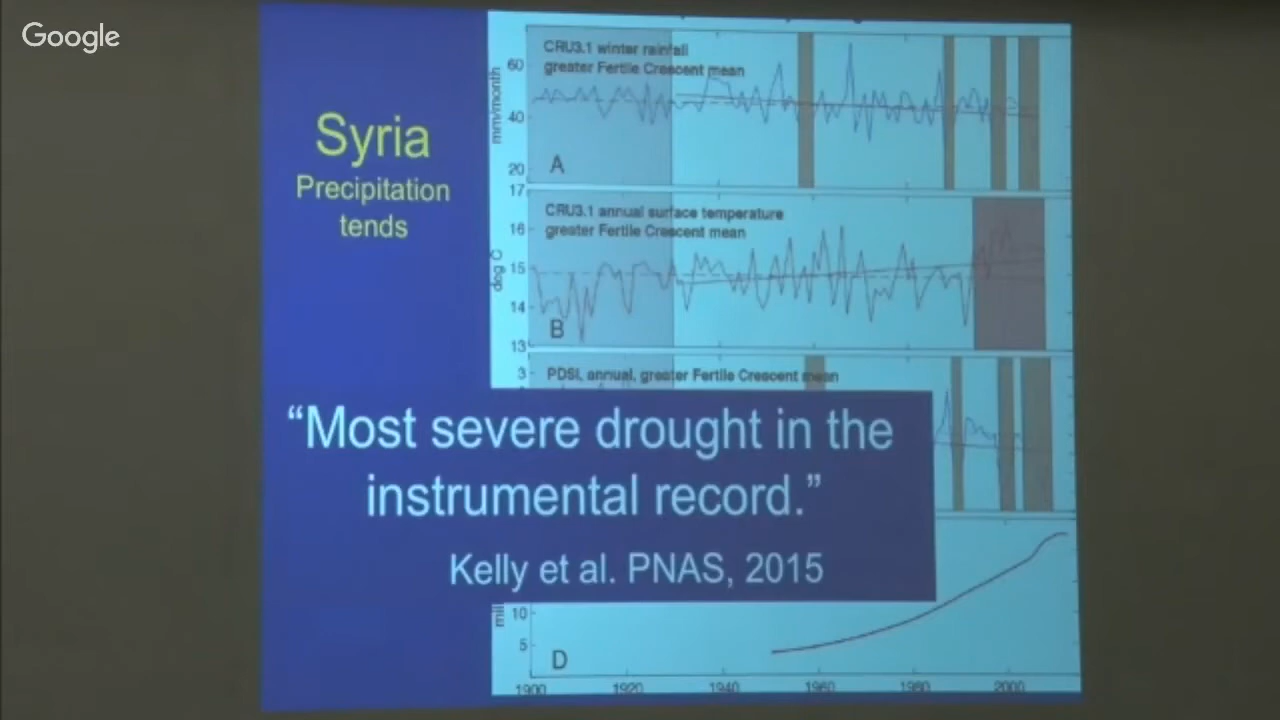 Google
Syria
Precipitation
tends
CRU3.1 winter rainfall
greater Fertile Crescent mean
mm/month
60
40
20
A
17
CRU3.1 annual surface temperature
greater Fertile Crescent mean
deg C
16
15
14
13
B
3
PDSI, annual, greater Fertile Crescent mean
“Most severe drought in the
instrumental record.”
Kelly et al. PNAS, 2015
10
5
D
1900 1920 1940 1960 1980 2000